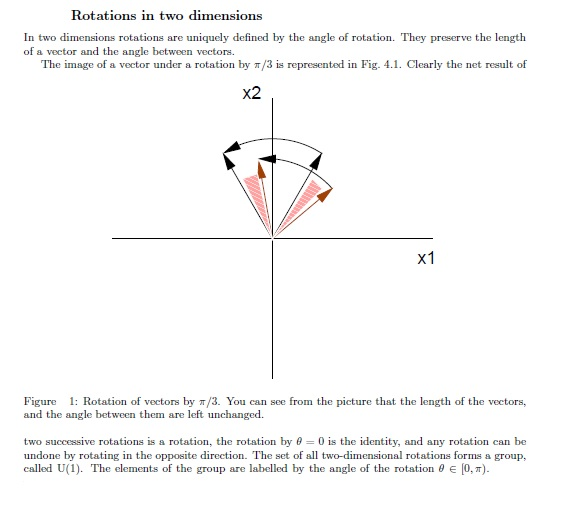 Rotations in two dimensions
In two dimensions rotations are uniquely defined by the angle of rotation. They preserve the length
of a vector and the angle between vectors.
The image of a vector under a rotation by π/3 is represented in Fig. 4.1. Clearly the net result of
x2
x1
Figure 1: Rotation of vectors by π/3. You can see from the picture that the length of the vectors,
and the angle between them are left unchanged.
two successive rotations is a rotation, the rotation by θ = 0 is the identity, and any rotation can be
undone by rotating in the opposite direction. The set of all two-dimensional rotations forms a group,
called U(1). The elements of the group are labelled by the angle of the rotation θ ∈ [0, π).